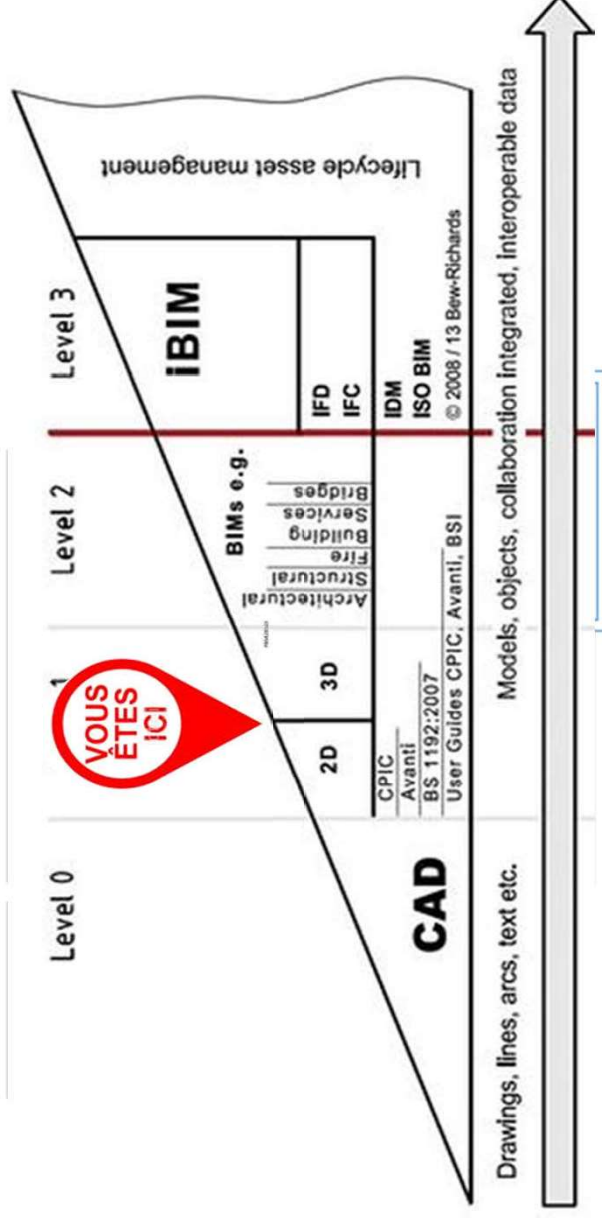 Level 0
1
Level 2
Level 3
VOUS
ÊTES
ICI
CAD
2D
3D
BIMs e.g.
Architectural
Structural
Fire
Building
Services
Bridges
iBIM
IFD
IFC
Lifecycle asset management
CPIC
Avanti
BS 1192:2007
User Guides CPIC, Avanti, BSI
IDM
ISO BIM
© 2008 / 13 Bew-Richards
Drawings, lines, arcs, text etc.
Models, objects, collaboration integrated, interoperable data